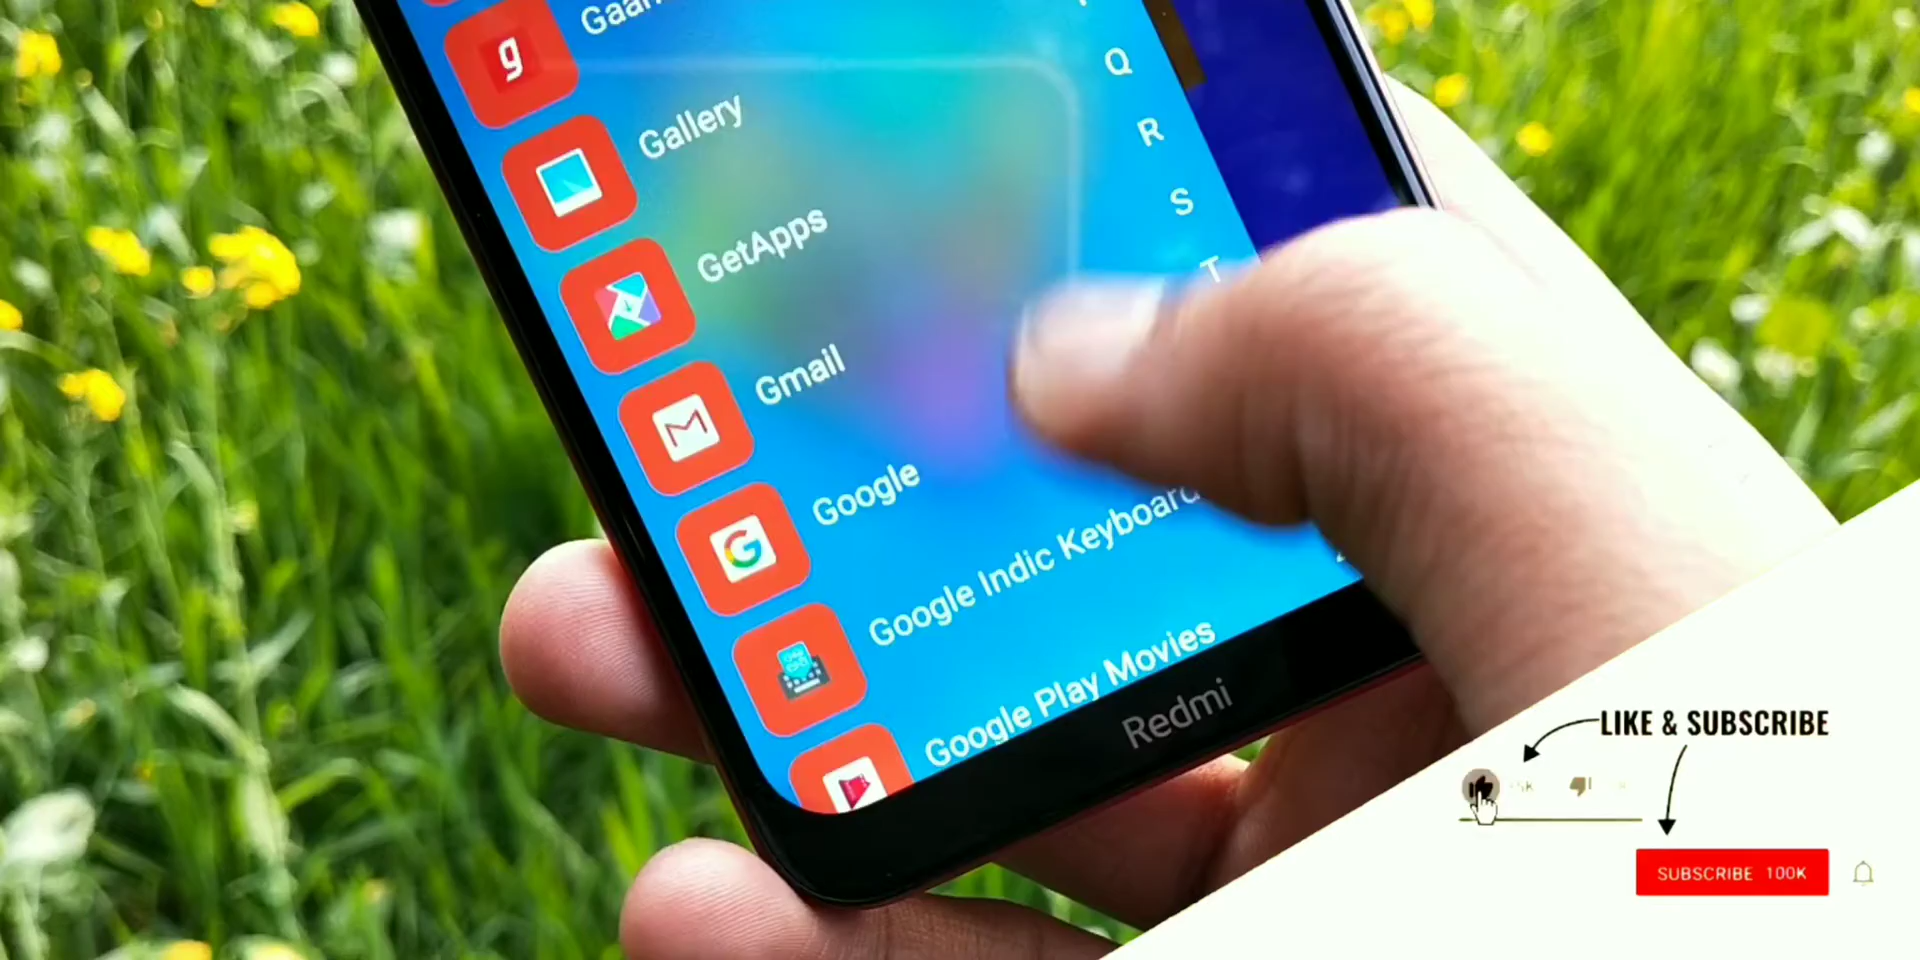 g
Gallery
GetApps
Gmail
Google
Google Indic Keyboard
Google Play Movies
Q
R
S
T
Redmi
LIKE & SUBSCRIBE
SUBSCRIBE 100K